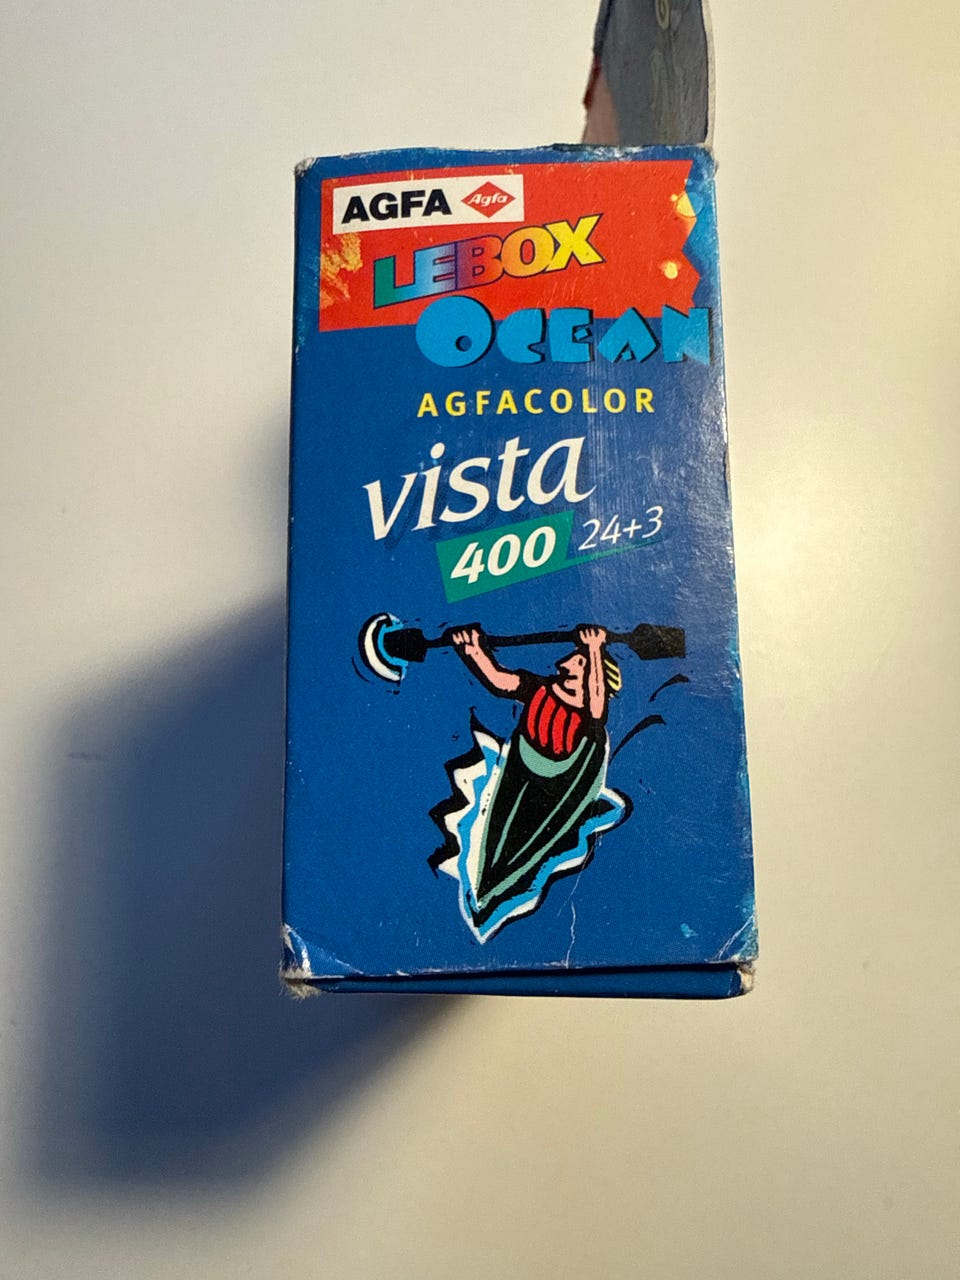 AGFA Agfa
LEBOX
OCEAN
AGFACOLOR
vista
400 24+3